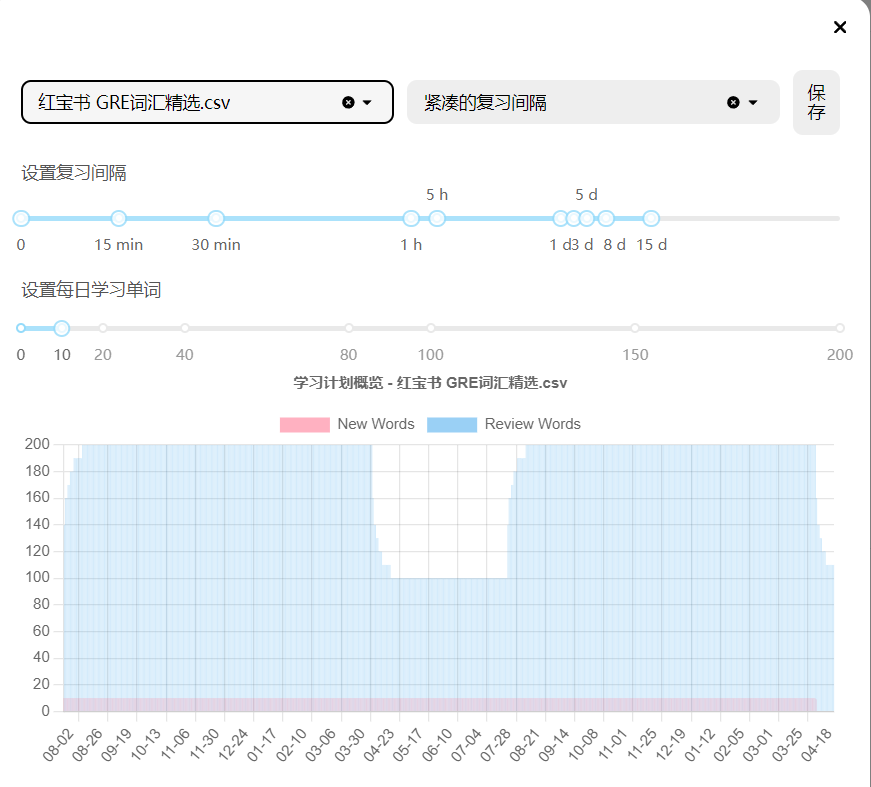 红宝书 GRE词汇精选.csv
紧凑的复习间隔
保
存
设置复习间隔
5 h 5 d
0 15 min 30 min 1 h 1 d 3 d 8 d 15 d
设置每日学习单词
0 10 20 40 80 100 150 200
学习计划概览 - 红宝书 GRE词汇精选.csv
New Words Review Words
200
180
160
140
120
100
80
60
40
20
0
08-02 08-26 09-19 10-13 11-06 11-30 12-24 01-17 02-10 03-06 03-30 04-23 05-17 06-10 07-04 07-28 08-21 09-14 10-08 11-01 11-25 12-19 01-12 02-05 03-01 03-25 04-18